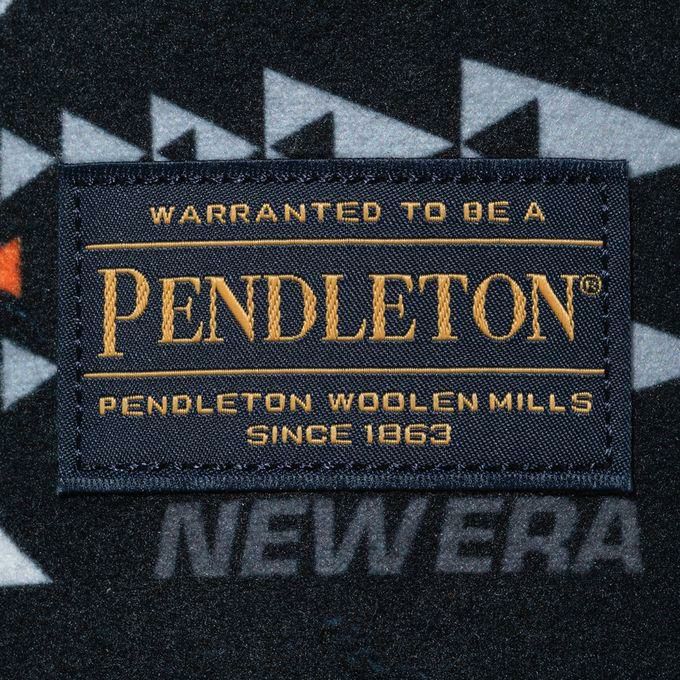 WARRANTED TO BE A
PENDLETON®
PENDLETON WOOLEN MILLS
SINCE 1863
NEW ERA